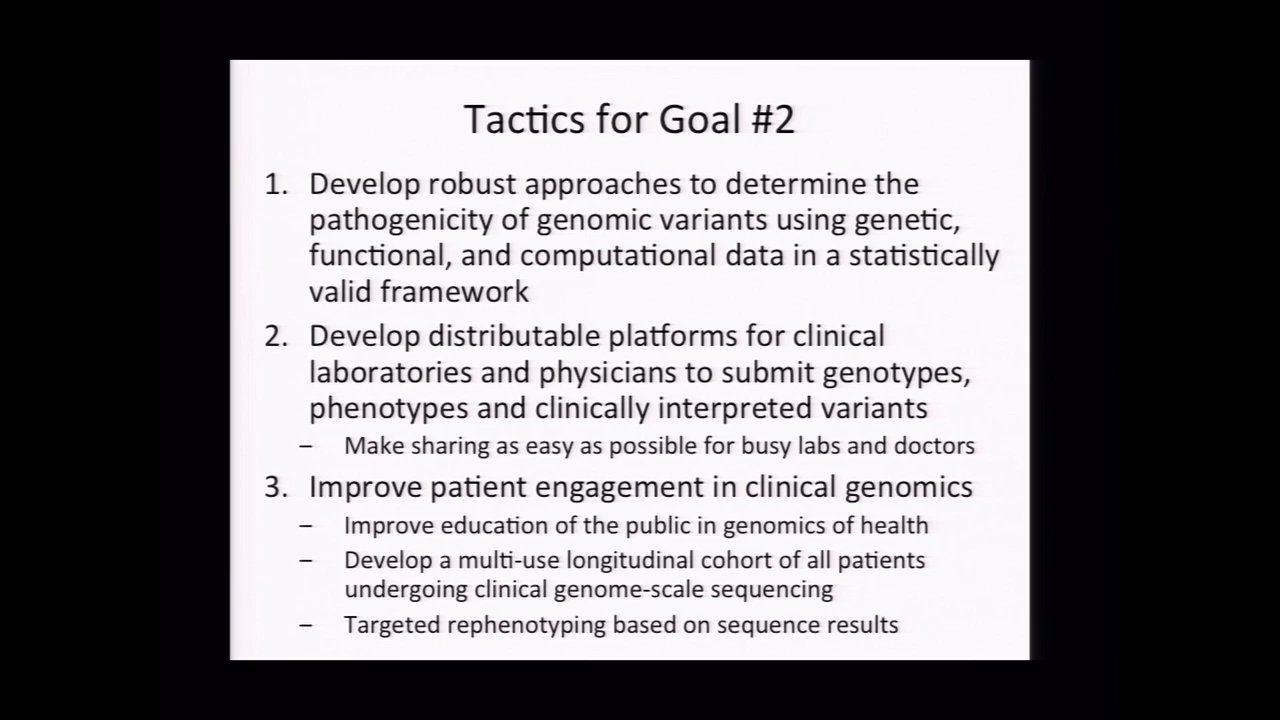 Tactics for Goal #2
1. Develop robust approaches to determine the
pathogenicity of genomic variants using genetic,
functional, and computational data in a statistically
valid framework
2. Develop distributable platforms for clinical
laboratories and physicians to submit genotypes,
phenotypes and clinically interpreted variants
– Make sharing as easy as possible for busy labs and doctors
3. Improve patient engagement in clinical genomics
– Improve education of the public in genomics of health
– Develop a multi-use longitudinal cohort of all patients
undergoing clinical genome-scale sequencing
– Targeted rephenotyping based on sequence results